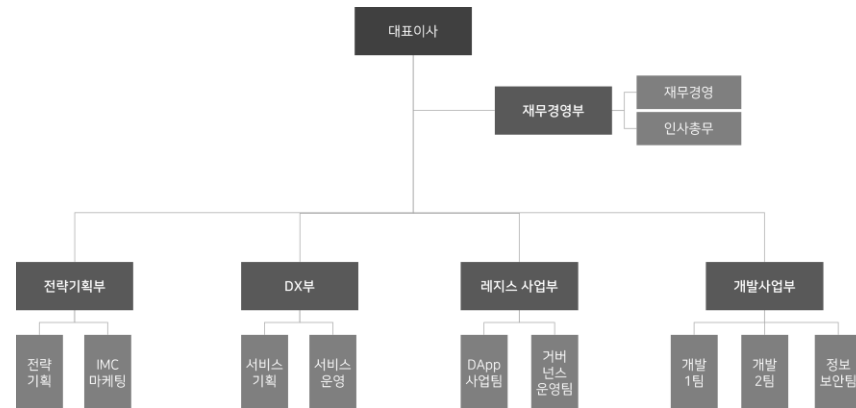 대표이사
재무경영부
재무경영
인사총무
전략기획부
DX부
레지스 사업부
개발사업부
전략
기획
IMC
마케팅
서비스
기획
서비스
운영
DApp
사업팀
거버
넌스
운영팀
개발
1팀
개발
2팀
정보
보안팀